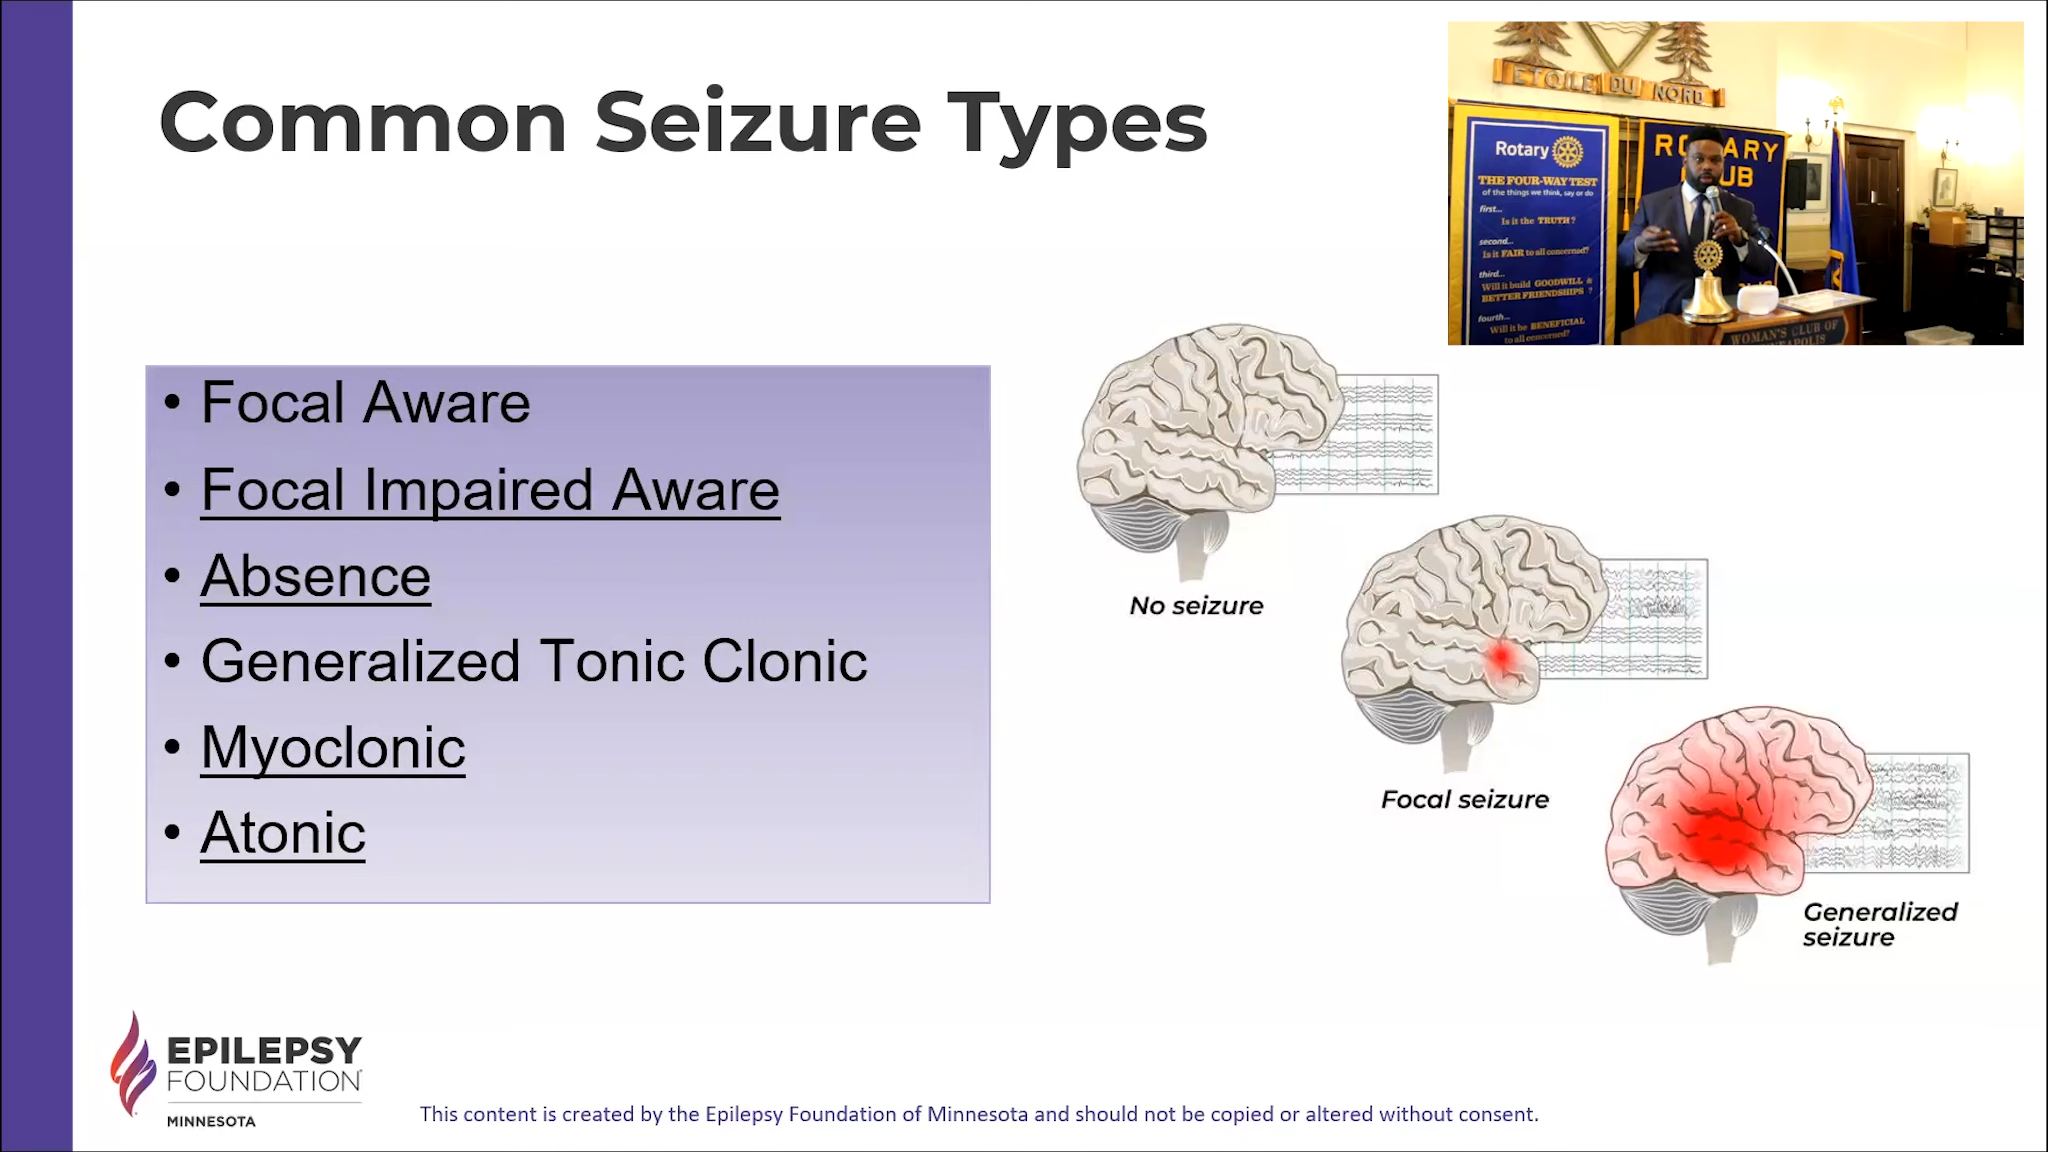 Common Seizure Types
• Focal Aware
• Focal Impaired Aware
• Absence
• Generalized Tonic Clonic
• Myoclonic
• Atonic
No seizure
Focal seizure
Generalized
seizure
ETOILE DU NORD
Rotary
THE FOUR-WAY TEST
of the things we think, say or do
first...
Is it the TRUTH?
second...
Is it FAIR to all concerned?
third...
Will it build GOODWILL &
BETTER FRIENDSHIPS ?
fourth...
Will it be BENEFICIAL
to all concerned?
WOMAN'S CLUB OF
EPILEPSY
FOUNDATION
MINNESOTA
This content is created by the Epilepsy Foundation of Minnesota and should not be copied or altered without consent.